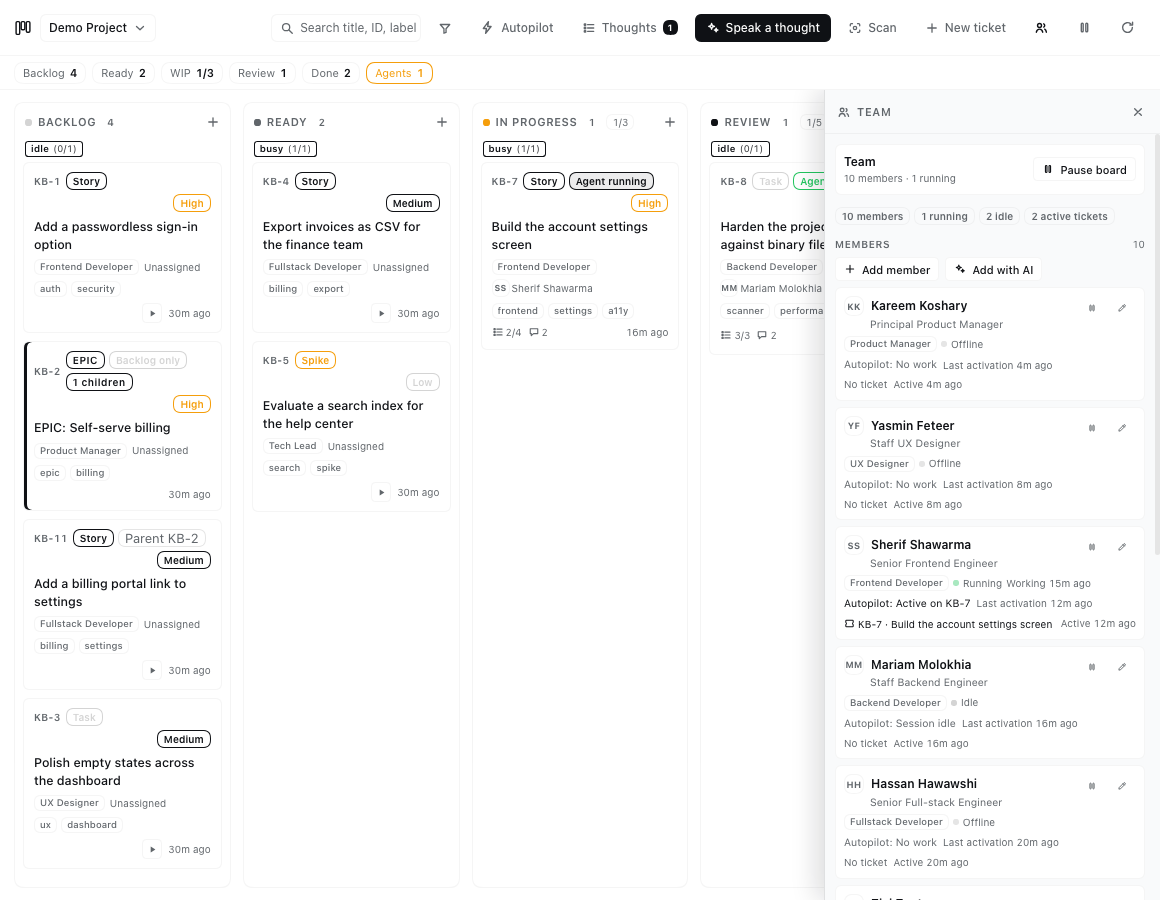 Demo Project
Search title, ID, label
Autopilot
Thoughts 1
Speak a thought
Scan
New ticket
Backlog 4
Ready 2
WIP 1/3
Review 1
Done 2
Agents 1
BACKLOG 4
idle (0/1)
KB-1 Story
High
Add a passwordless sign-in
option
Frontend Developer Unassigned
auth security
30m ago
KB-2 EPIC Backlog only
1 children
High
EPIC: Self-serve billing
Product Manager Unassigned
epic billing
30m ago
KB-11 Story Parent KB-2
Medium
Add a billing portal link to
settings
Fullstack Developer Unassigned
billing settings
30m ago
KB-3 Task
Medium
Polish empty states across
the dashboard
UX Designer Unassigned
ux dashboard
30m ago
READY 2
busy (1/1)
KB-4 Story
Medium
Export invoices as CSV for
the finance team
Fullstack Developer Unassigned
billing export
30m ago
KB-5 Spike
Low
Evaluate a search index for
the help center
Tech Lead Unassigned
search spike
30m ago
IN PROGRESS 1 1/3
busy (1/1)
KB-7 Story Agent running
High
Build the account settings
screen
Frontend Developer
SS Sherif Shawarma
frontend settings a11y
2/4 2 16m ago
REVIEW 1 1/5
idle (0/1)
KB-8 Task Agen
Harden the projec
against binary file
Backend Developer
MM Mariam Molokhia
scanner performa
3/3 2
TEAM
Team
10 members · 1 running
Pause board
10 members 1 running 2 idle 2 active tickets
MEMBERS 10
Add member Add with AI
KK Kareem Koshary
Principal Product Manager
Product Manager Offline
Autopilot: No work Last activation 4m ago
No ticket Active 4m ago
YF Yasmin Feteer
Staff UX Designer
UX Designer Offline
Autopilot: No work Last activation 8m ago
No ticket Active 8m ago
SS Sherif Shawarma
Senior Frontend Engineer
Frontend Developer Running Working 15m ago
Autopilot: Active on KB-7 Last activation 12m ago
KB-7 · Build the account settings screen Active 12m ago
MM Mariam Molokhia
Staff Backend Engineer
Backend Developer Idle
Autopilot: Session idle Last activation 16m ago
No ticket Active 16m ago
HH Hassan Hawawshi
Senior Full-stack Engineer
Fullstack Developer Offline
Autopilot: No work Last activation 20m ago
No ticket Active 20m ago